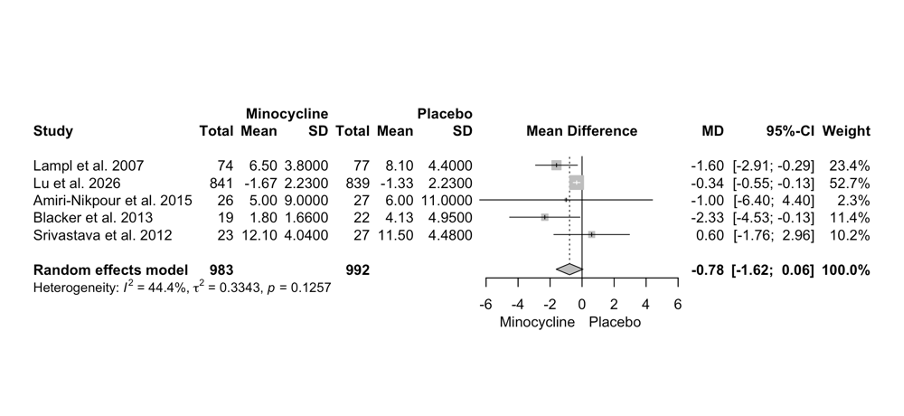 Minocycline Placebo
Study Total Mean SD Total Mean SD Mean Difference MD 95%-CI Weight
Lampl et al. 2007 74 6.50 3.8000 77 8.10 4.4000 -1.60 [-2.91; -0.29] 23.4%
Lu et al. 2026 841 -1.67 2.2300 839 -1.33 2.2300 -0.34 [-0.55; -0.13] 52.7%
Amiri-Nikpour et al. 2015 26 5.00 9.0000 27 6.00 11.0000 -1.00 [-6.40; 4.40] 2.3%
Blacker et al. 2013 19 1.80 1.6600 22 4.13 4.9500 -2.33 [-4.53; -0.13] 11.4%
Srivastava et al. 2012 23 12.10 4.0400 27 11.50 4.4800 0.60 [-1.76; 2.96] 10.2%
Random effects model 983 992 -0.78 [-1.62; 0.06] 100.0%
Heterogeneity: I² = 44.4%, τ² = 0.3343, p = 0.1257
-6 -4 -2 0 2 4 6
Minocycline Placebo